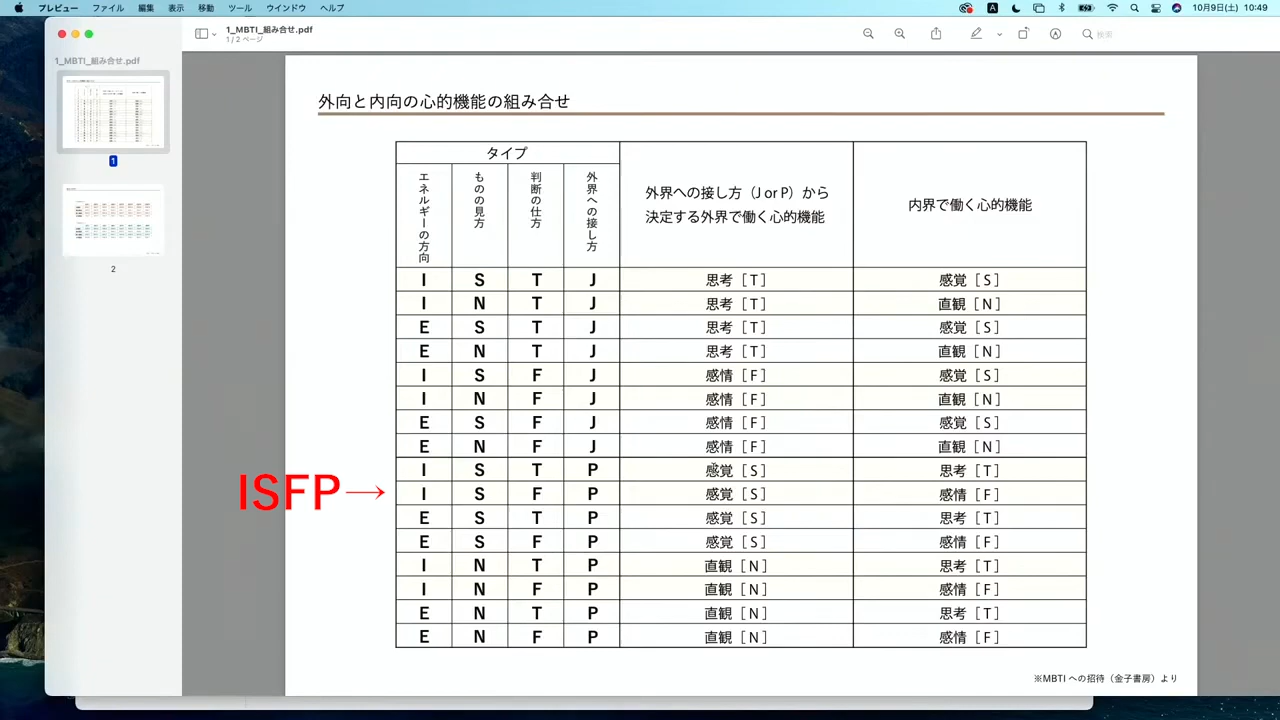 プレビュー ファイル 編集 表示 移動 ツール ウインドウ ヘルプ
A
10月9日(土) 10:49
1_MBTI_組み合せ.pdf
1 / 2 ページ
検索
1_MBTI_組み合せ.pdf
1
2
外向と内向の心的機能の組み合せ
タイプ
エネルギーの方向
ものの見方
判断の仕方
外界への接し方
外界への接し方（J or P）から
決定する外界で働く心的機能
内界で働く心的機能
I S T J 思考［T］ 感覚［S］
I N T J 思考［T］ 直観［N］
E S T J 思考［T］ 感覚［S］
E N T J 思考［T］ 直観［N］
I S F J 感情［F］ 感覚［S］
I N F J 感情［F］ 直観［N］
E S F J 感情［F］ 感覚［S］
E N F J 感情［F］ 直観［N］
I S T P 感覚［S］ 思考［T］
ISFP→
I S F P 感覚［S］ 感情［F］
E S T P 感覚［S］ 思考［T］
E S F P 感覚［S］ 感情［F］
I N T P 直観［N］ 思考［T］
I N F P 直観［N］ 感情［F］
E N T P 直観［N］ 思考［T］
E N F P 直観［N］ 感情［F］
※MBTI への招待（金子書房）より